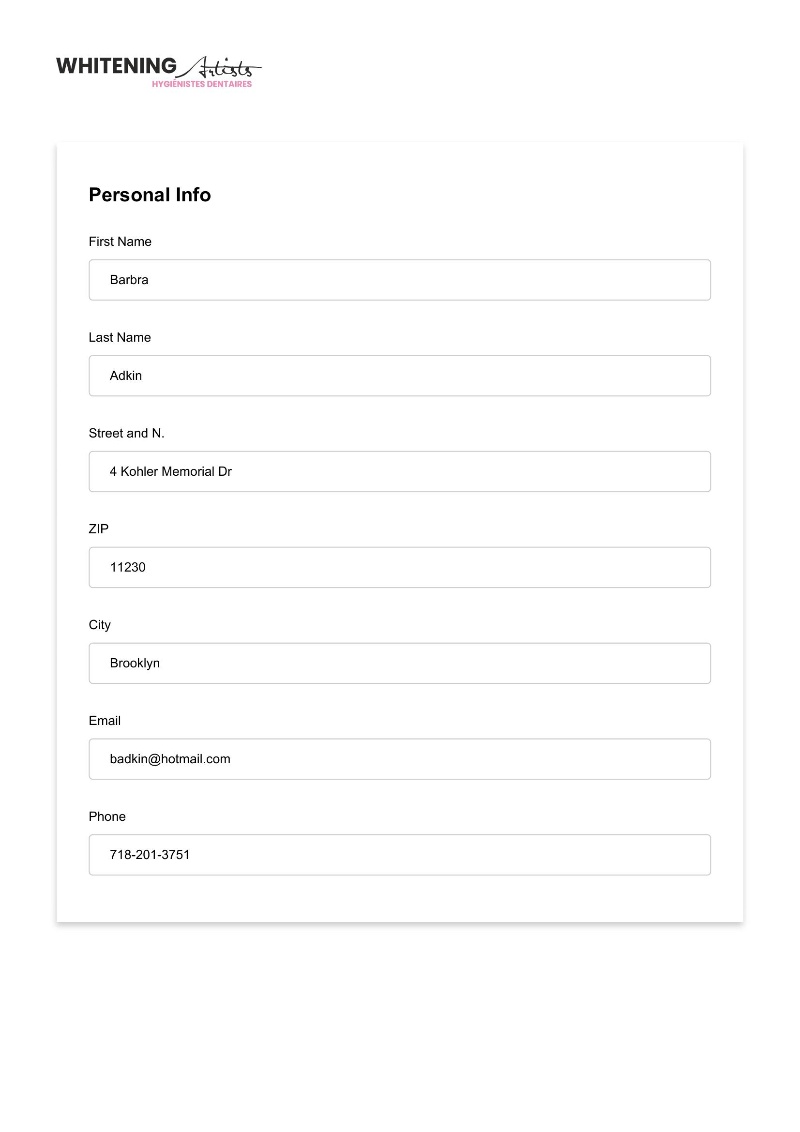 WHITENING Artists
HYGIÉNISTES DENTAIRES
Personal Info
First Name
Barbra
Last Name
Adkin
Street and N.
4 Kohler Memorial Dr
ZIP
11230
City
Brooklyn
Email
badkin@hotmail.com
Phone
718-201-3751